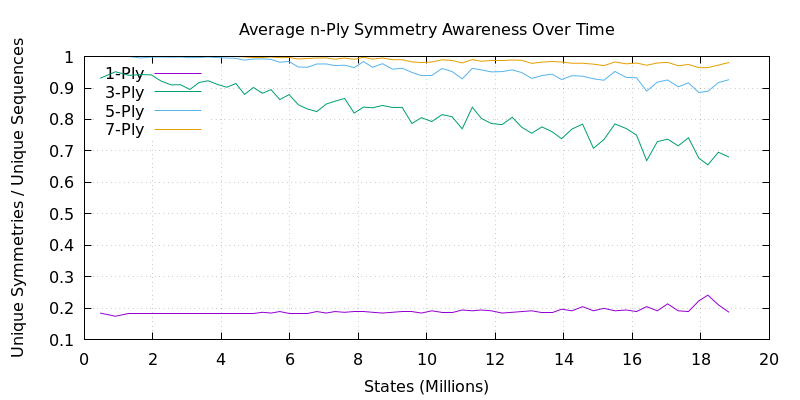 Average n-Ply Symmetry Awareness Over Time
Unique Symmetries / Unique Sequences
1
0.9
0.8
0.7
0.6
0.5
0.4
0.3
0.2
0.1
1-Ply
3-Ply
5-Ply
7-Ply
0 2 4 6 8 10 12 14 16 18 20
States (Millions)